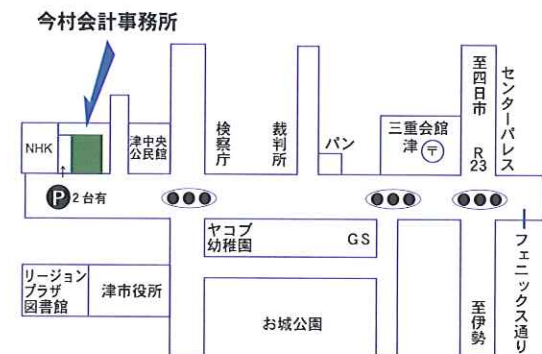 今村会計事務所
NHK
津中央
公民館
検察庁
裁判所
パン
三重会館
津〒
至四日市
R23
センターパレス
P 2台有
ヤコブ
幼稚園
GS
フェニックス通り
リージョン
プラザ
図書館
津市役所
お城公園
至伊勢